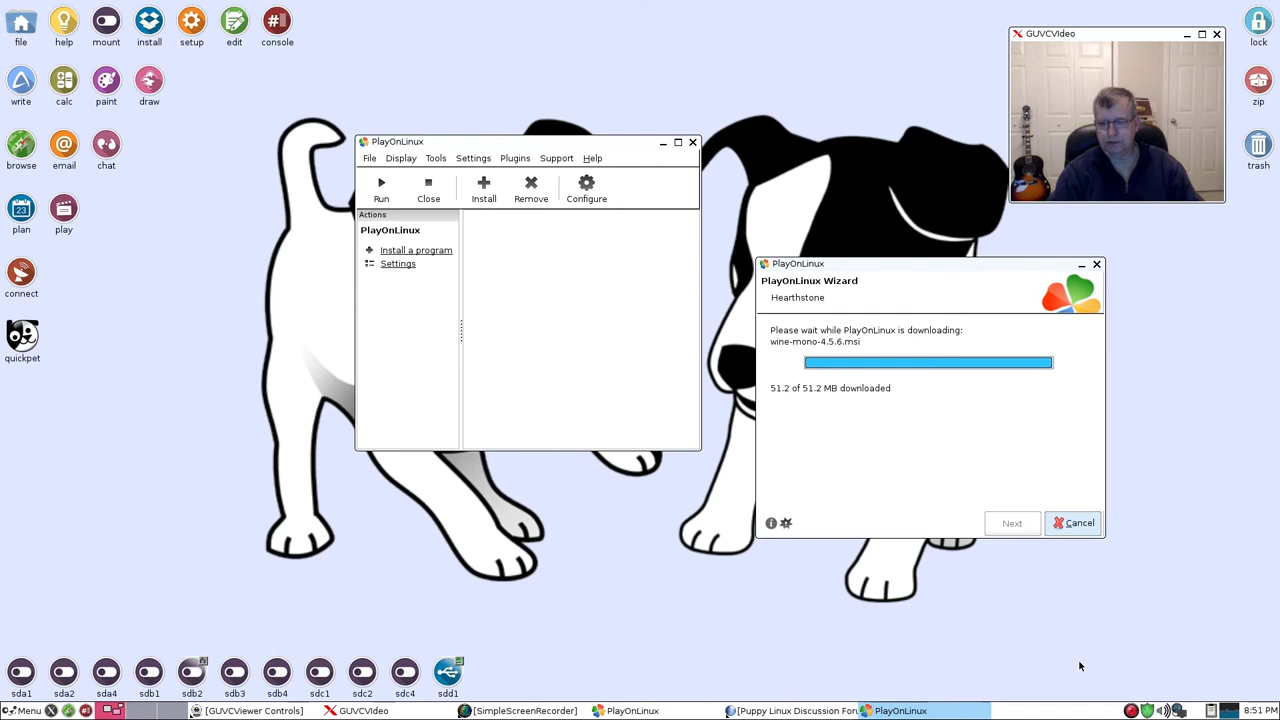 file
help
mount
install
setup
edit
console
lock
write
calc
paint
draw
zip
browse
email
chat
trash
23
plan
play
connect
quickpet
GUVCVIdeo
PlayOnLinux
File Display Tools Settings Plugins Support Help
Run Close Install Remove Configure
Actions
PlayOnLinux
Install a program
Settings
PlayOnLinux
PlayOnLinux Wizard
Hearthstone
Please wait while PlayOnLinux is downloading:
wine-mono-4.5.6.msi
51.2 of 51.2 MB downloaded
Next
Cancel
sda1
sda2
sda4
sdb1
sdb2
sdb3
sdb4
sdc1
sdc2
sdc4
sdd1
Menu
[GUVCViewer Controls]
GUVCVIdeo
[SimpleScreenRecorder]
PlayOnLinux
[Puppy Linux Discussion Foru
PlayOnLinux
8:51 PM